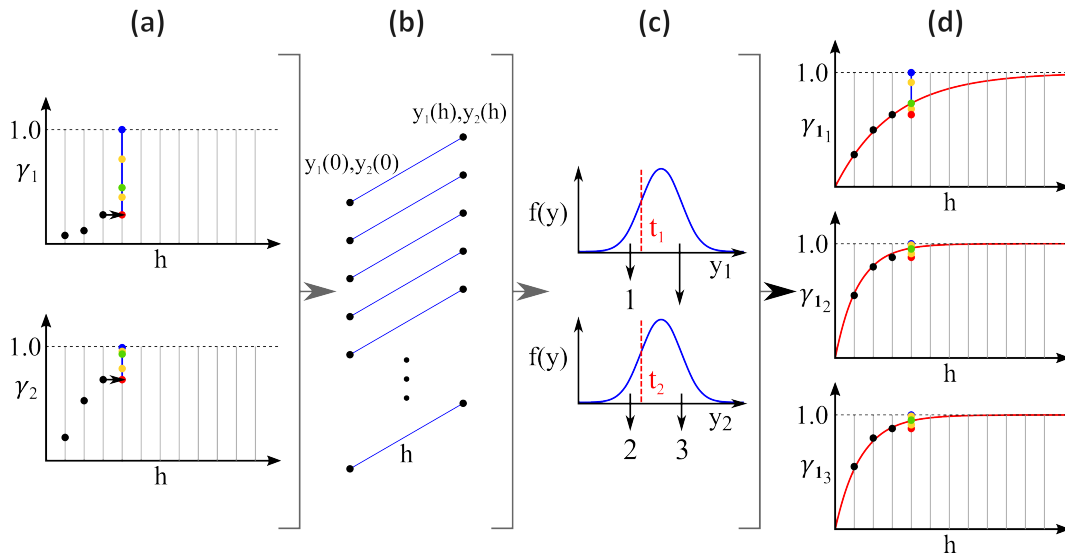 (a)
1.0
γ1
h
1.0
γ2
h
(b)
y1(h),y2(h)
y1(0),y2(0)
h
(c)
f(y)
t1
y1
1
f(y)
t2
y2
2 3
(d)
1.0
γ11
h
1.0
γ12
h
1.0
γ13
h